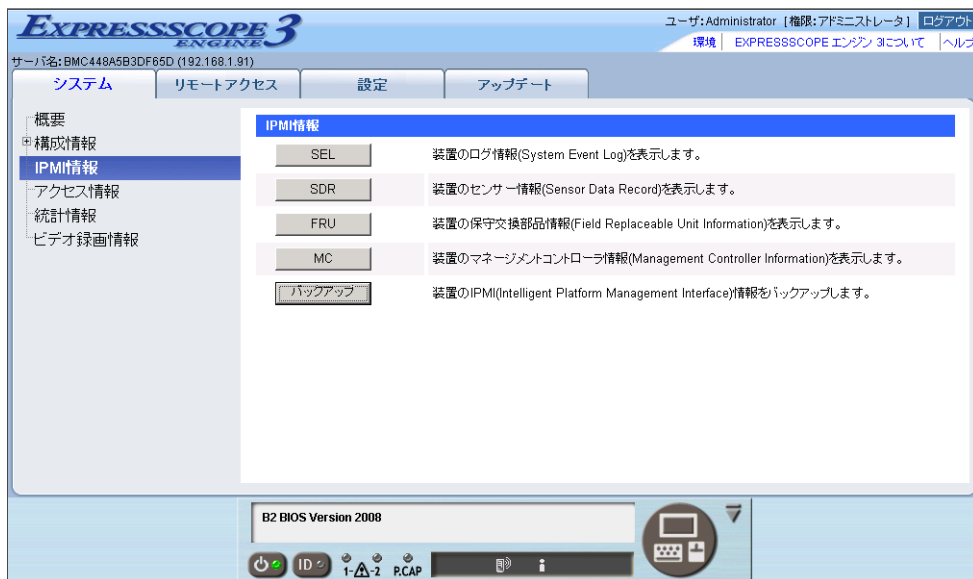 EXPRESSSCOPE 3
ENGINE
ユーザ:Administrator [権限:アドミニストレータ] ログアウト
環境 EXPRESSSCOPE エンジン 3について ヘルプ
サーバ名:BMC448A5B3DF65D (192.168.1.91)
システム リモートアクセス 設定 アップデート
概要
構成情報
IPMI情報
アクセス情報
統計情報
ビデオ録画情報
IPMI情報
SEL 装置のログ情報(System Event Log)を表示します。
SDR 装置のセンサー情報(Sensor Data Record)を表示します。
FRU 装置の保守交換部品情報(Field Replaceable Unit Information)を表示します。
MC 装置のマネージメントコントローラ情報(Management Controller Information)を表示します。
バックアップ 装置のIPMI(Intelligent Platform Management Interface)情報をバックアップします。
B2 BIOS Version 2008
ID 1-2 P.CAP